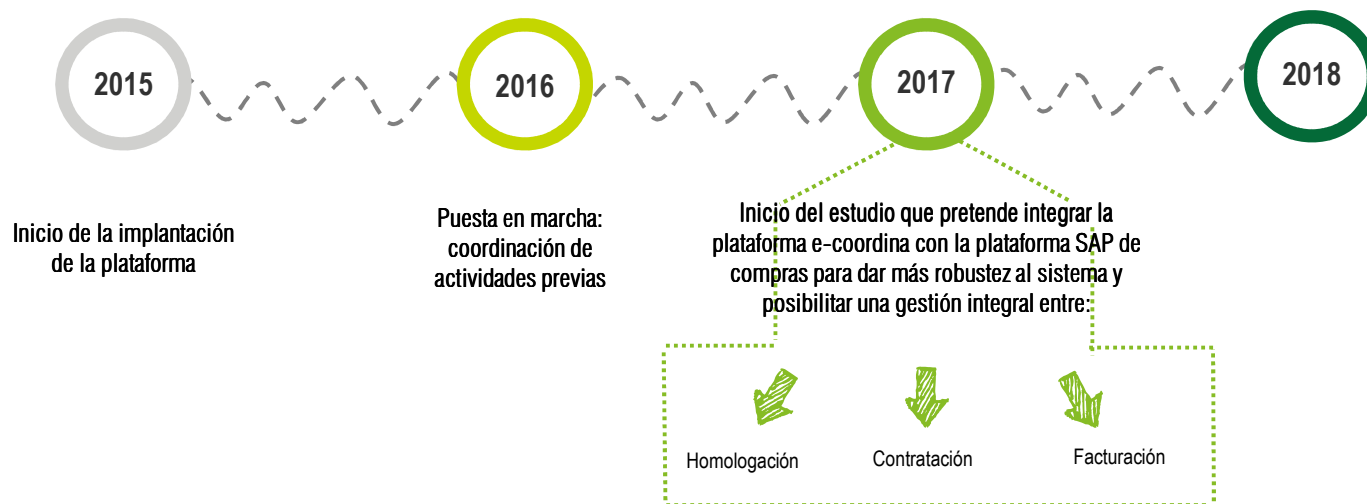 2015
2016
2017
2018
Inicio de la implantación
de la plataforma
Puesta en marcha:
coordinación de
actividades previas
Inicio del estudio que pretende integrar la
plataforma e-coordina con la plataforma SAP de
compras para dar más robustez al sistema y
posibilitar una gestión integral entre:
Homologación
Contratación
Facturación